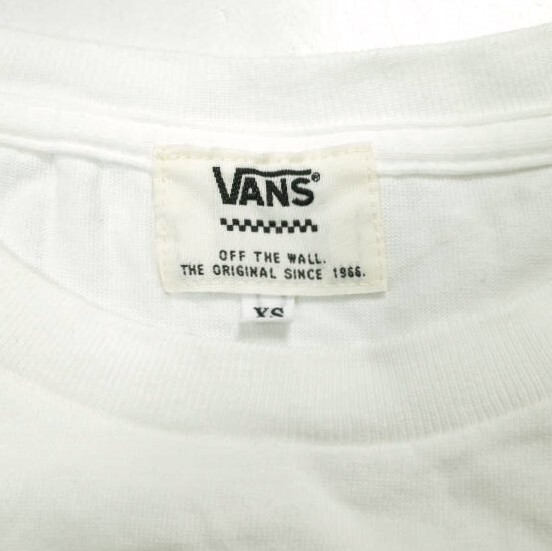 VANS®
OFF THE WALL.
THE ORIGINAL SINCE 1966.
XS